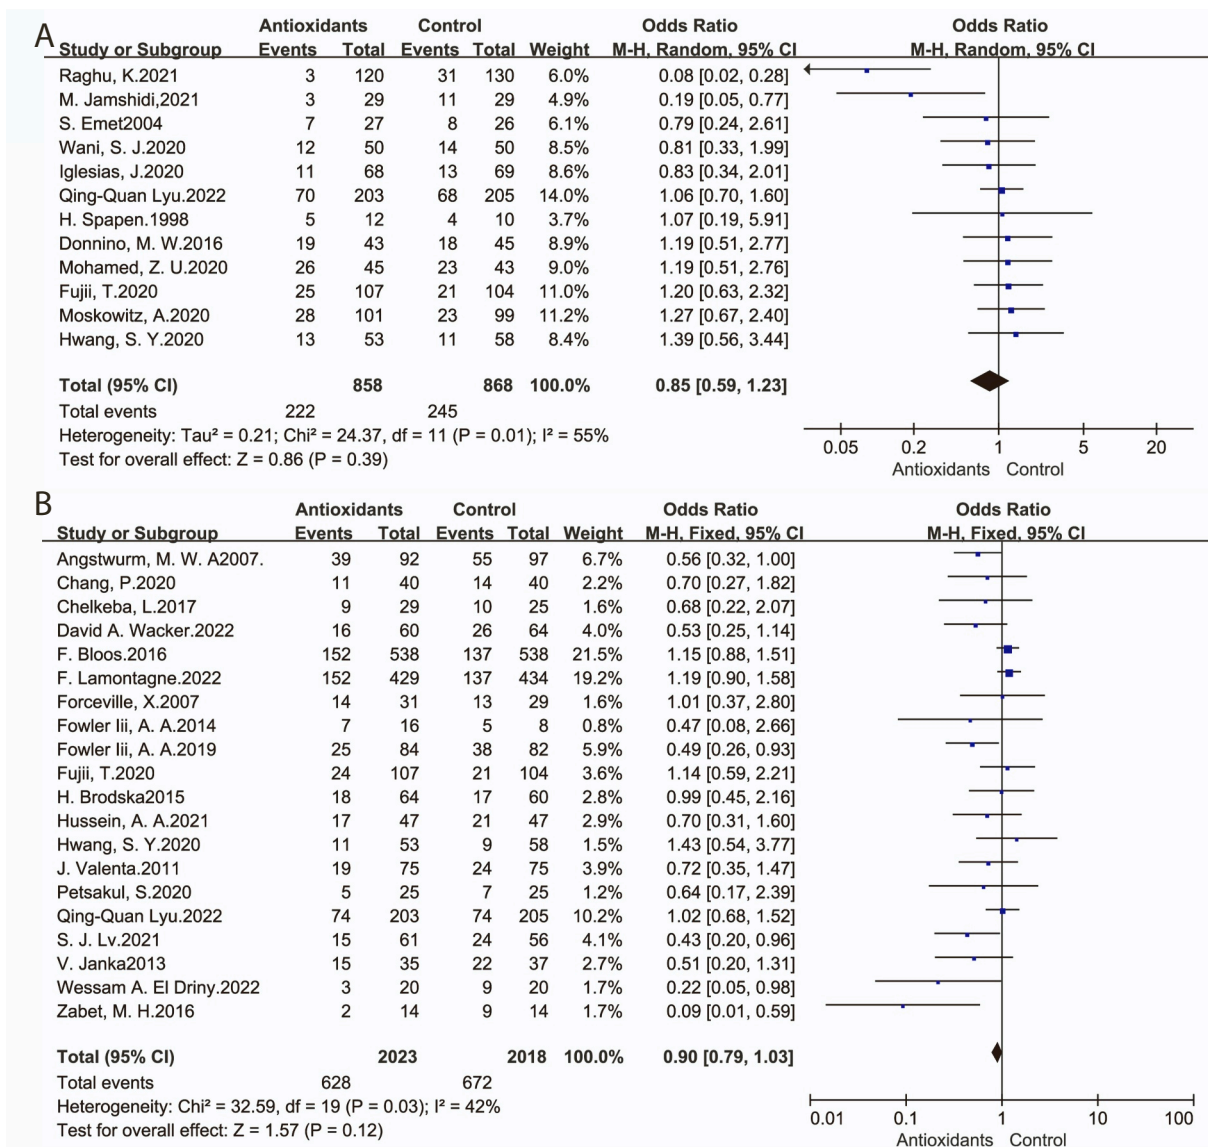 A
Antioxidants Control Odds Ratio Odds Ratio
Study or Subgroup Events Total Events Total Weight M-H, Random, 95% CI M-H, Random, 95% CI
Raghu, K.2021 3 120 31 130 6.0% 0.08 [0.02, 0.28]
M. Jamshidi,2021 3 29 11 29 4.9% 0.19 [0.05, 0.77]
S. Emet2004 7 27 8 26 6.1% 0.79 [0.24, 2.61]
Wani, S. J.2020 12 50 14 50 8.5% 0.81 [0.33, 1.99]
Iglesias, J.2020 11 68 13 69 8.6% 0.83 [0.34, 2.01]
Qing-Quan Lyu.2022 70 203 68 205 14.0% 1.06 [0.70, 1.60]
H. Spapen.1998 5 12 4 10 3.7% 1.07 [0.19, 5.91]
Donnino, M. W.2016 19 43 18 45 8.9% 1.19 [0.51, 2.77]
Mohamed, Z. U.2020 26 45 23 43 9.0% 1.19 [0.51, 2.76]
Fujii, T.2020 25 107 21 104 11.0% 1.20 [0.63, 2.32]
Moskowitz, A.2020 28 101 23 99 11.2% 1.27 [0.67, 2.40]
Hwang, S. Y.2020 13 53 11 58 8.4% 1.39 [0.56, 3.44]
Total (95% CI) 858 868 100.0% 0.85 [0.59, 1.23]
Total events 222 245
Heterogeneity: Tau² = 0.21; Chi² = 24.37, df = 11 (P = 0.01); I² = 55%
Test for overall effect: Z = 0.86 (P = 0.39)
0.05 0.2 1 5 20
Antioxidants Control
B
Antioxidants Control Odds Ratio Odds Ratio
Study or Subgroup Events Total Events Total Weight M-H, Fixed, 95% CI M-H, Fixed, 95% CI
Angstwurm, M. W. A2007. 39 92 55 97 6.7% 0.56 [0.32, 1.00]
Chang, P.2020 11 40 14 40 2.2% 0.70 [0.27, 1.82]
Chelkeba, L.2017 9 29 10 25 1.6% 0.68 [0.22, 2.07]
David A. Wacker.2022 16 60 26 64 4.0% 0.53 [0.25, 1.14]
F. Bloos.2016 152 538 137 538 21.5% 1.15 [0.88, 1.51]
F. Lamontagne.2022 152 429 137 434 19.2% 1.19 [0.90, 1.58]
Forceville, X.2007 14 31 13 29 1.6% 1.01 [0.37, 2.80]
Fowler Iii, A. A.2014 7 16 5 8 0.8% 0.47 [0.08, 2.66]
Fowler Iii, A. A.2019 25 84 38 82 5.9% 0.49 [0.26, 0.93]
Fujii, T.2020 24 107 21 104 3.6% 1.14 [0.59, 2.21]
H. Brodska2015 18 64 17 60 2.8% 0.99 [0.45, 2.16]
Hussein, A. A.2021 17 47 21 47 2.9% 0.70 [0.31, 1.60]
Hwang, S. Y.2020 11 53 9 58 1.5% 1.43 [0.54, 3.77]
J. Valenta.2011 19 75 24 75 3.9% 0.72 [0.35, 1.47]
Petsakul, S.2020 5 25 7 25 1.2% 0.64 [0.17, 2.39]
Qing-Quan Lyu.2022 74 203 74 205 10.2% 1.02 [0.68, 1.52]
S. J. Lv.2021 15 61 24 56 4.1% 0.43 [0.20, 0.96]
V. Janka2013 15 35 22 37 2.7% 0.51 [0.20, 1.31]
Wessam A. El Driny.2022 3 20 9 20 1.7% 0.22 [0.05, 0.98]
Zabet, M. H.2016 2 14 9 14 1.7% 0.09 [0.01, 0.59]
Total (95% CI) 2023 2018 100.0% 0.90 [0.79, 1.03]
Total events 628 672
Heterogeneity: Chi² = 32.59, df = 19 (P = 0.03); I² = 42%
Test for overall effect: Z = 1.57 (P = 0.12)
0.01 0.1 1 10 100
Antioxidants Control